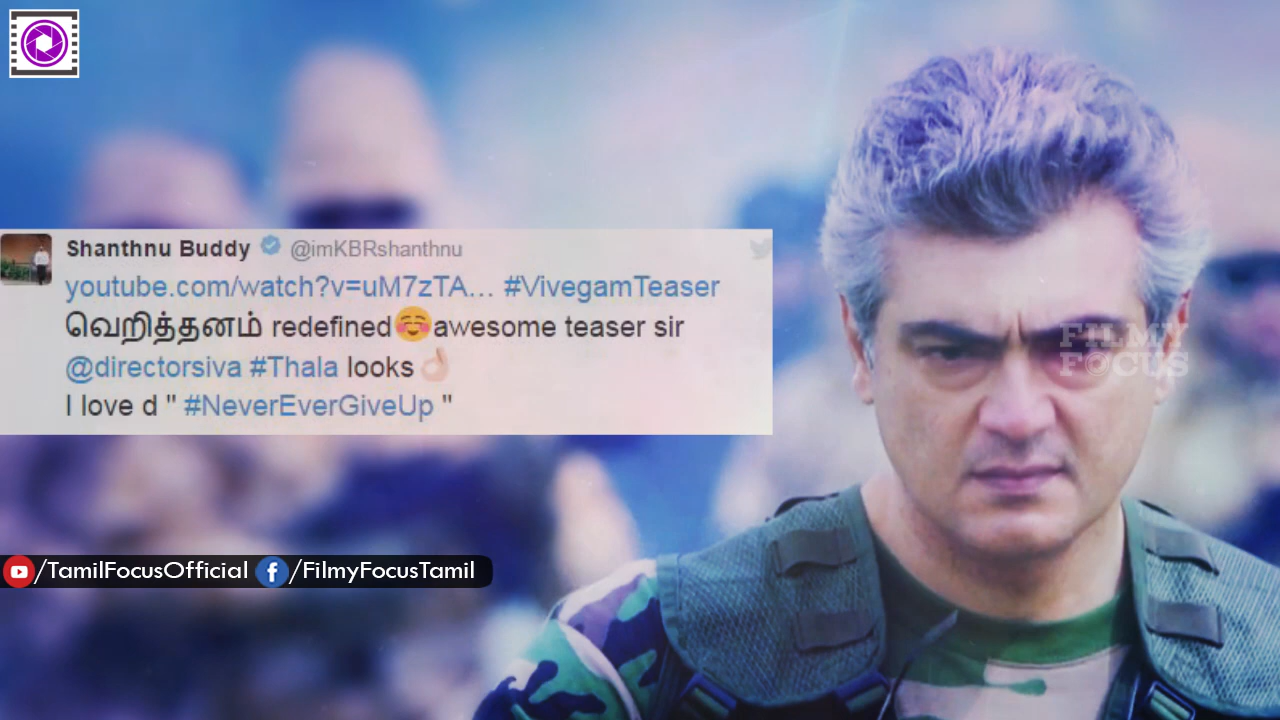 Shanthnu Buddy @imKBRshanthnu
youtube.com/watch?v=uM7zTA... #VivegamTeaser
வெறித்தனம் redefined☺️awesome teaser sir
@directorsiva #Thala looks👌🏻
I love d " #NeverEverGiveUp "
FILMY
FOCUS
/TamilFocusOfficial /FilmyFocusTamil